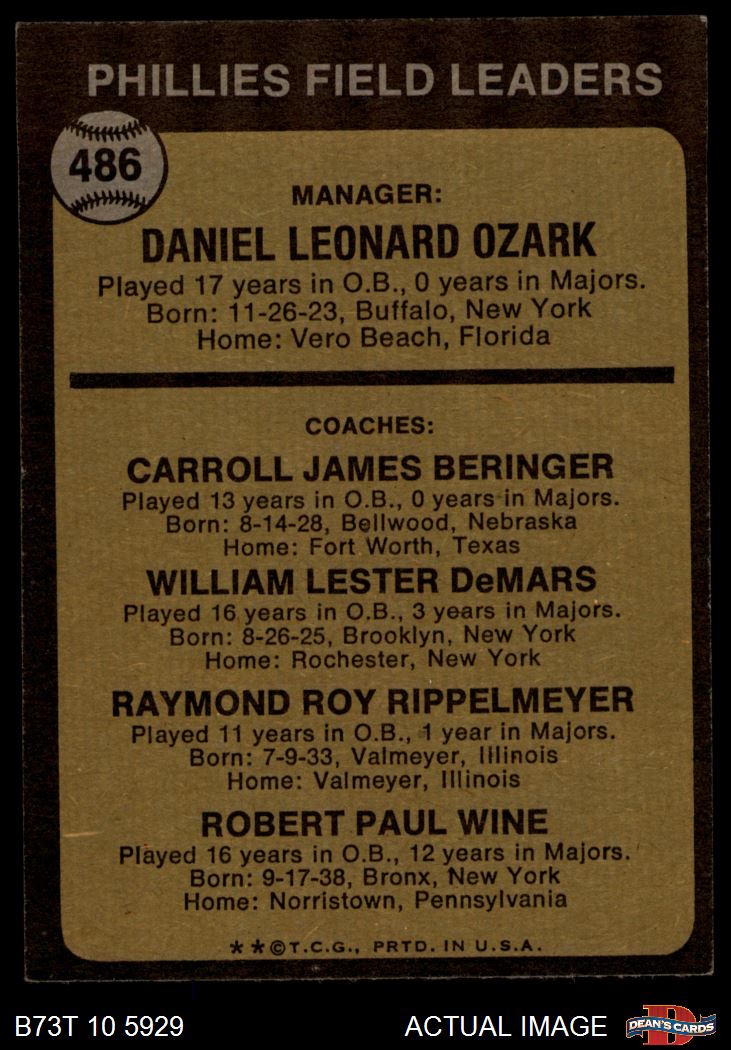 PHILLIES FIELD LEADERS
486
MANAGER:
DANIEL LEONARD OZARK
Played 17 years in O.B., 0 years in Majors.
Born: 11-26-23, Buffalo, New York
Home: Vero Beach, Florida
COACHES:
CARROLL JAMES BERINGER
Played 13 years in O.B., 0 years in Majors.
Born: 8-14-28, Bellwood, Nebraska
Home: Fort Worth, Texas
WILLIAM LESTER DeMARS
Played 16 years in O.B., 3 years in Majors.
Born: 8-26-25, Brooklyn, New York
Home: Rochester, New York
RAYMOND ROY RIPPELMEYER
Played 11 years in O.B., 1 year in Majors.
Born: 7-9-33, Valmeyer, Illinois
Home: Valmeyer, Illinois
ROBERT PAUL WINE
Played 16 years in O.B., 12 years in Majors.
Born: 9-17-38, Bronx, New York
Home: Norristown, Pennsylvania
**©T.C.G., PRTD. IN U.S.A.
B73T 10 5929
ACTUAL IMAGE
D
DEAN'S CARDS